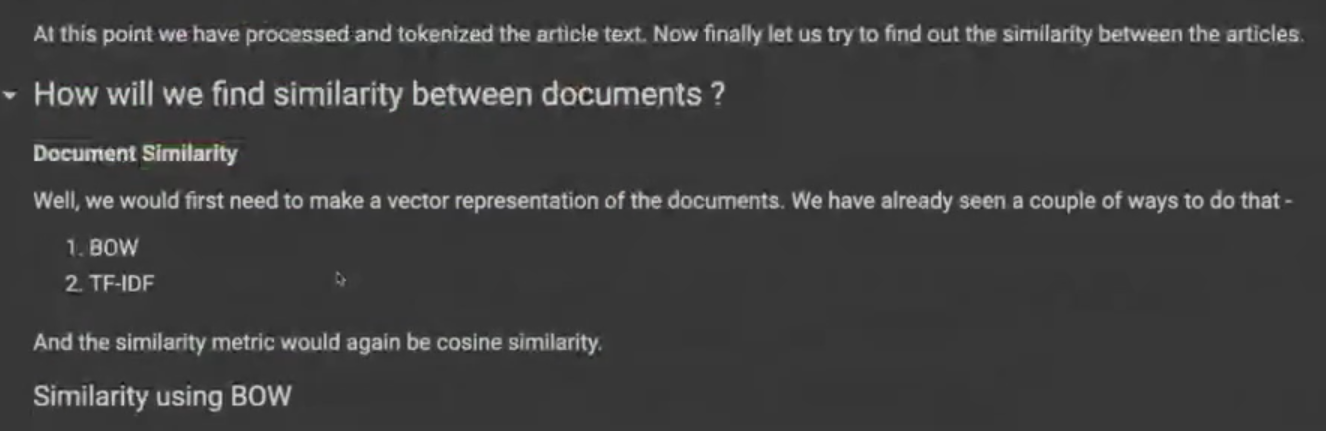 At this point we have processed and tokenized the article text. Now finally let us try to find out the similarity between the articles.
How will we find similarity between documents ?
Document Similarity
Well, we would first need to make a vector representation of the documents. We have already seen a couple of ways to do that -
1. BOW
2. TF-IDF
And the similarity metric would again be cosine similarity.
Similarity using BOW